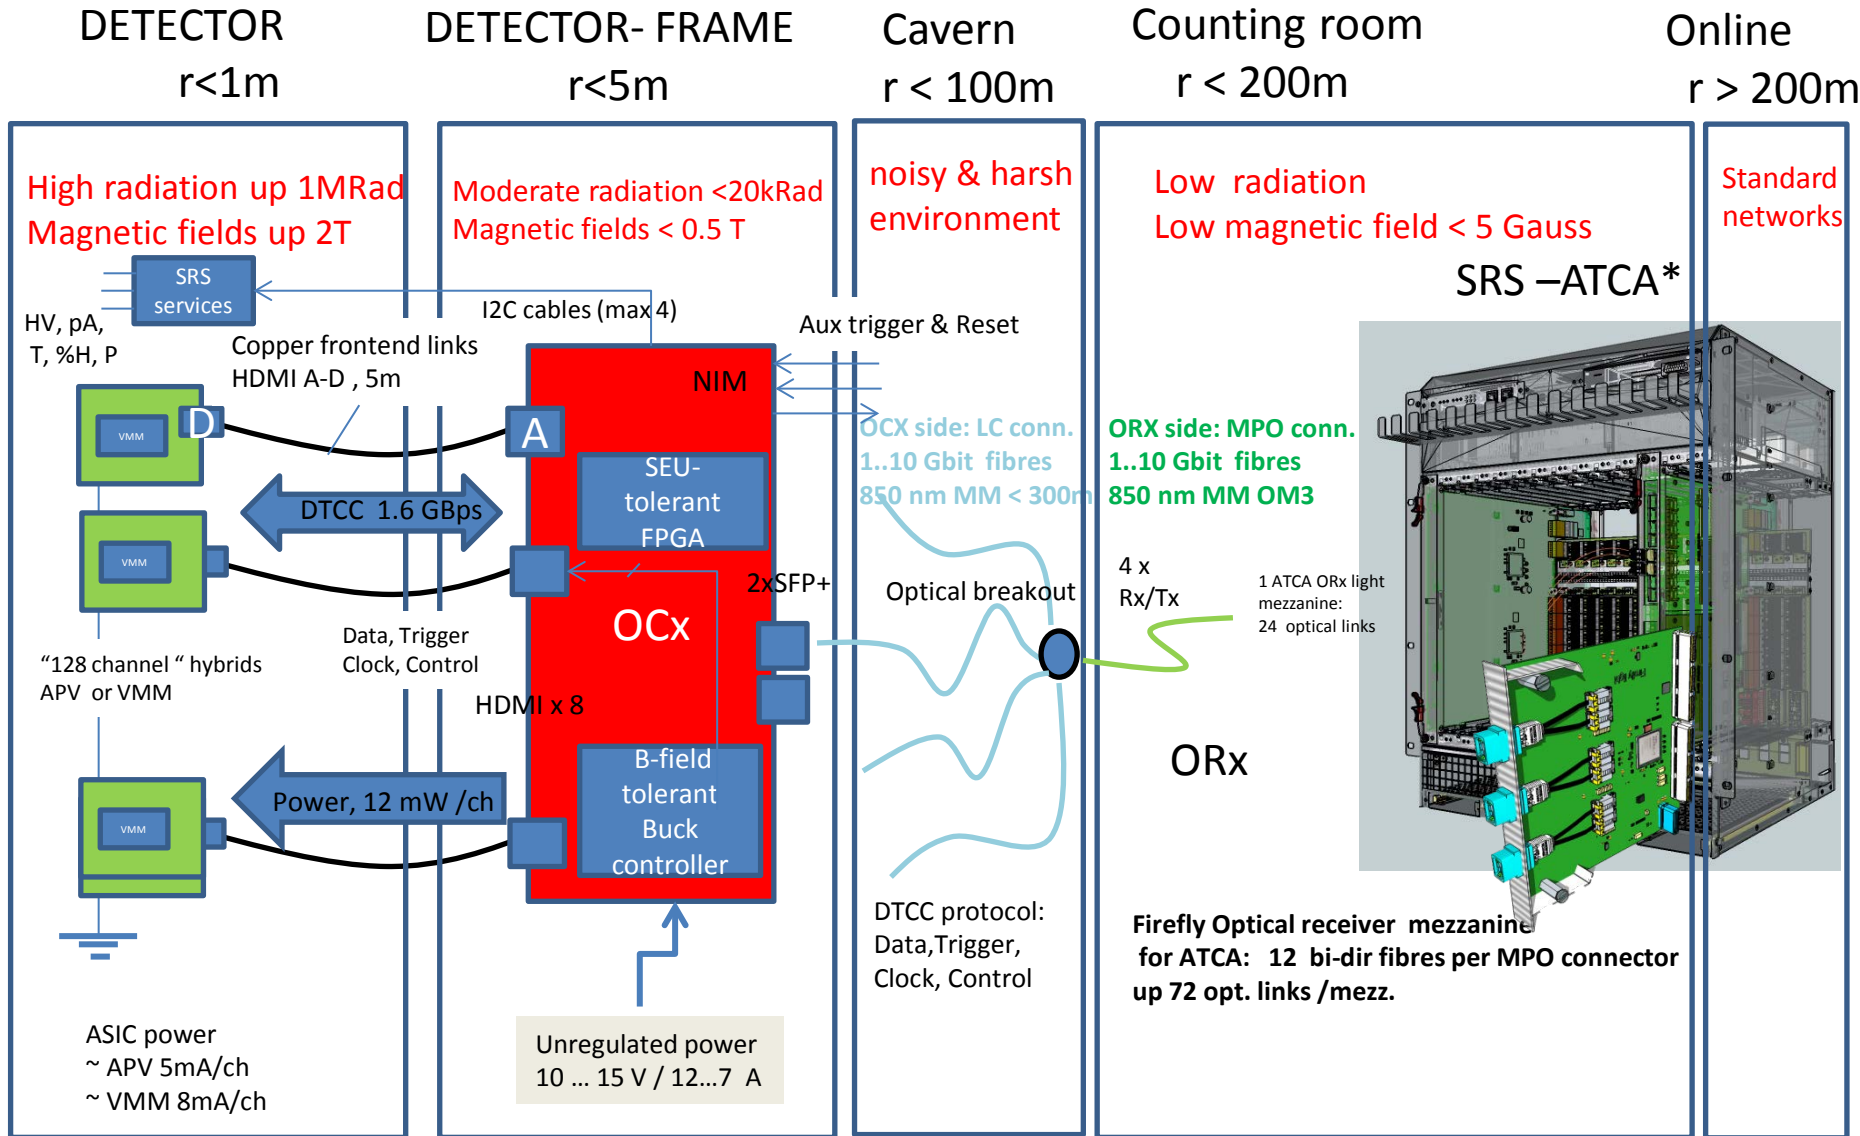 DETECTOR
r<1m
DETECTOR- FRAME
r<5m
Cavern
r < 100m
Counting room
r < 200m
Online
r > 200m
High radiation up 1MRad
Magnetic fields up 2T
SRS
services
HV, pA,
T, %H, P
Copper frontend links
HDMI A-D , 5m
VMM
D
DTCC 1.6 GBps
VMM
"128 channel " hybrids
APV or VMM
Data, Trigger
Clock, Control
Power, 12 mW /ch
VMM
ASIC power
~ APV 5mA/ch
~ VMM 8mA/ch
Moderate radiation <20kRad
Magnetic fields < 0.5 T
I2C cables (max 4)
NIM
A
SEU-
tolerant
FPGA
2xSFP+
OCx
HDMI x 8
B-field
tolerant
Buck
controller
Unregulated power
10 ... 15 V / 12...7 A
noisy & harsh
environment
Aux trigger & Reset
OCX side: LC conn.
1..10 Gbit fibres
850 nm MM < 300m
Optical breakout
DTCC protocol:
Data,Trigger,
Clock, Control
Low radiation
Low magnetic field < 5 Gauss
SRS –ATCA*
ORX side: MPO conn.
1..10 Gbit fibres
850 nm MM OM3
4 x
Rx/Tx
1 ATCA ORx light
mezzanine:
24 optical links
ORx
Firefly light
Firefly Optical receiver mezzanine
for ATCA: 12 bi-dir fibres per MPO connector
up 72 opt. links /mezz.
Standard
networks